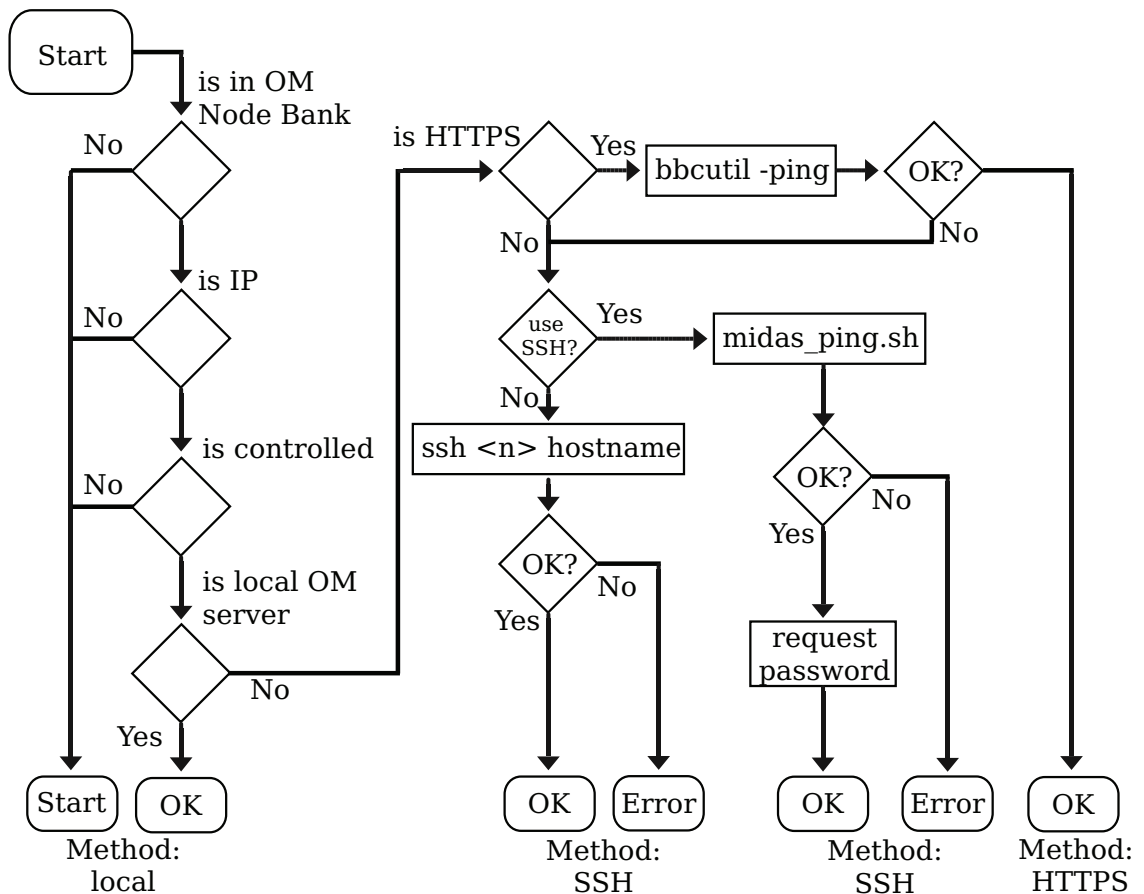 Start
is in OM
Node Bank
No
is HTTPS
Yes
bbcutil -ping
OK?
No
No
is IP
No
use
SSH?
Yes
midas_ping.sh
No
is controlled
ssh <n> hostname
No
OK?
No
Yes
OK?
No
Yes
is local OM
server
request
password
No
Yes
Start
OK
OK
Error
OK
Error
OK
Method:
local
Method:
SSH
Method:
SSH
Method:
HTTPS